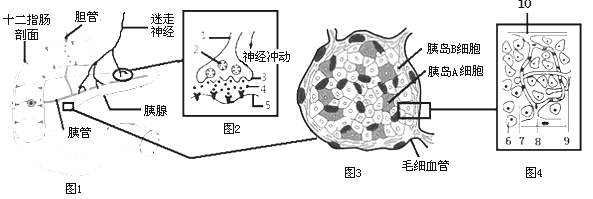 十二指肠
剖面
胆管
迷走
神经
胰腺
胰管
图1
1
2
神经冲动
3
4
5
图2
胰岛B细胞
胰岛A细胞
毛细血管
图3
10
6 7 8 9
图4